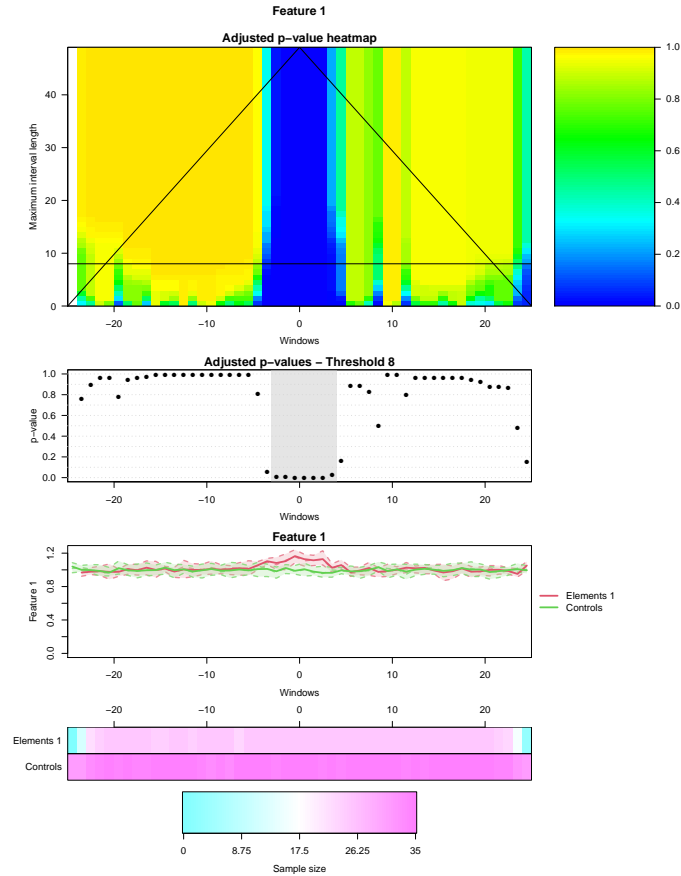 Feature 1
Adjusted p−value heatmap
Maximum interval length
0 10 20 30 40
−20 −10 0 10 20
Windows
1.0
0.8
0.6
0.4
0.2
0.0
Adjusted p−values − Threshold 8
p−value
0.0 0.2 0.4 0.6 0.8 1.0
−20 −10 0 10 20
Windows
Feature 1
Feature 1
0.0 0.4 0.8 1.2
−20 −10 0 10 20
Windows
Elements 1
Controls
−20 −10 0 10 20
Elements 1
Controls
0 8.75 17.5 26.25 35
Sample size